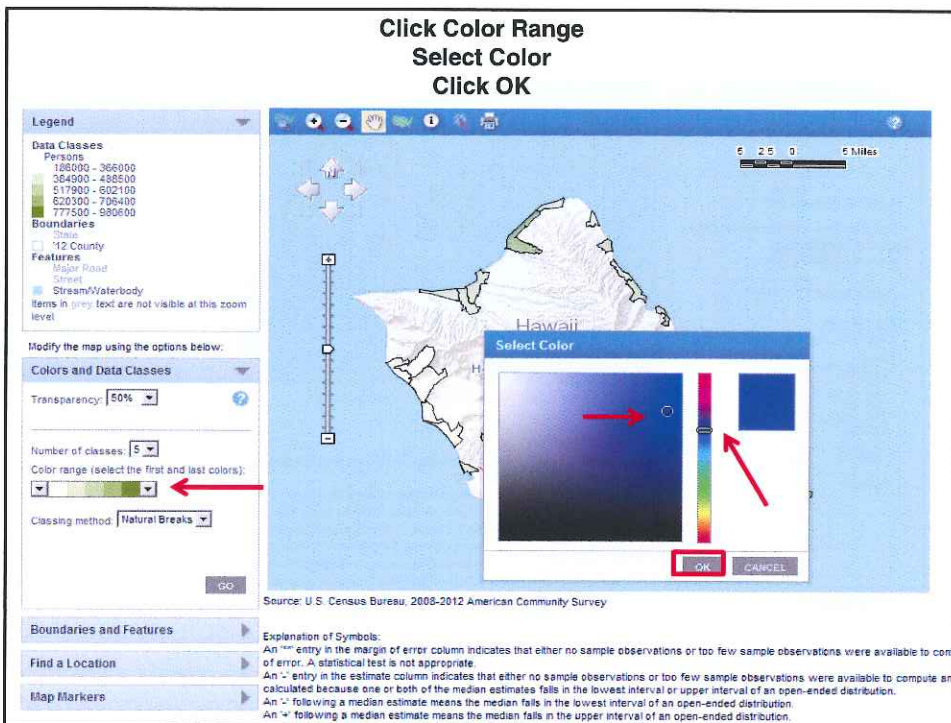 Click Color Range
Select Color
Click OK
Legend
Data Classes
Persons
186000 - 366000
384900 - 488500
517900 - 602100
620300 - 706400
777500 - 980600
Boundaries
State
'12 County
Features
Major Road
Street
Stream/Waterbody
Items in grey text are not visible at this zoom
level
Modify the map using the options below:
Colors and Data Classes
Transparency: 50%
Number of classes: 5
Color range (select the first and last colors):
Classing method: Natural Breaks
GO
Boundaries and Features
Find a Location
Map Markers
5 2.5 0 5 Miles
Hawaii
H
Select Color
OK CANCEL
Source: U.S. Census Bureau, 2008-2012 American Community Survey
Explanation of Symbols:
An '**' entry in the margin of error column indicates that either no sample observations or too few sample observations were available to com
of error. A statistical test is not appropriate.
An '-' entry in the estimate column indicates that either no sample observations or too few sample observations were available to compute an
calculated because one or both of the median estimates falls in the lowest interval or upper interval of an open-ended distribution.
An '-' following a median estimate means the median falls in the lowest interval of an open-ended distribution.
An '+' following a median estimate means the median falls in the upper interval of an open-ended distribution.